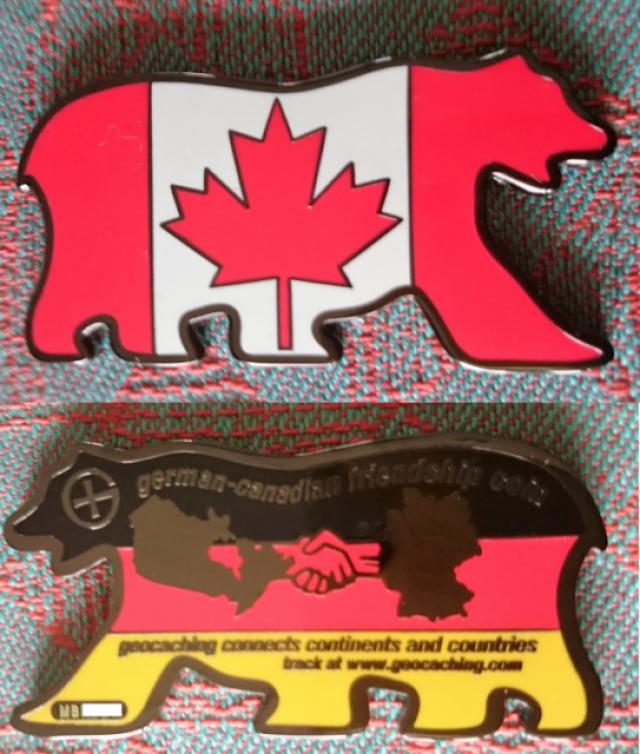 german-canadian friendship coin
geocaching connects continents and countries
track at www.geocaching.com
MB